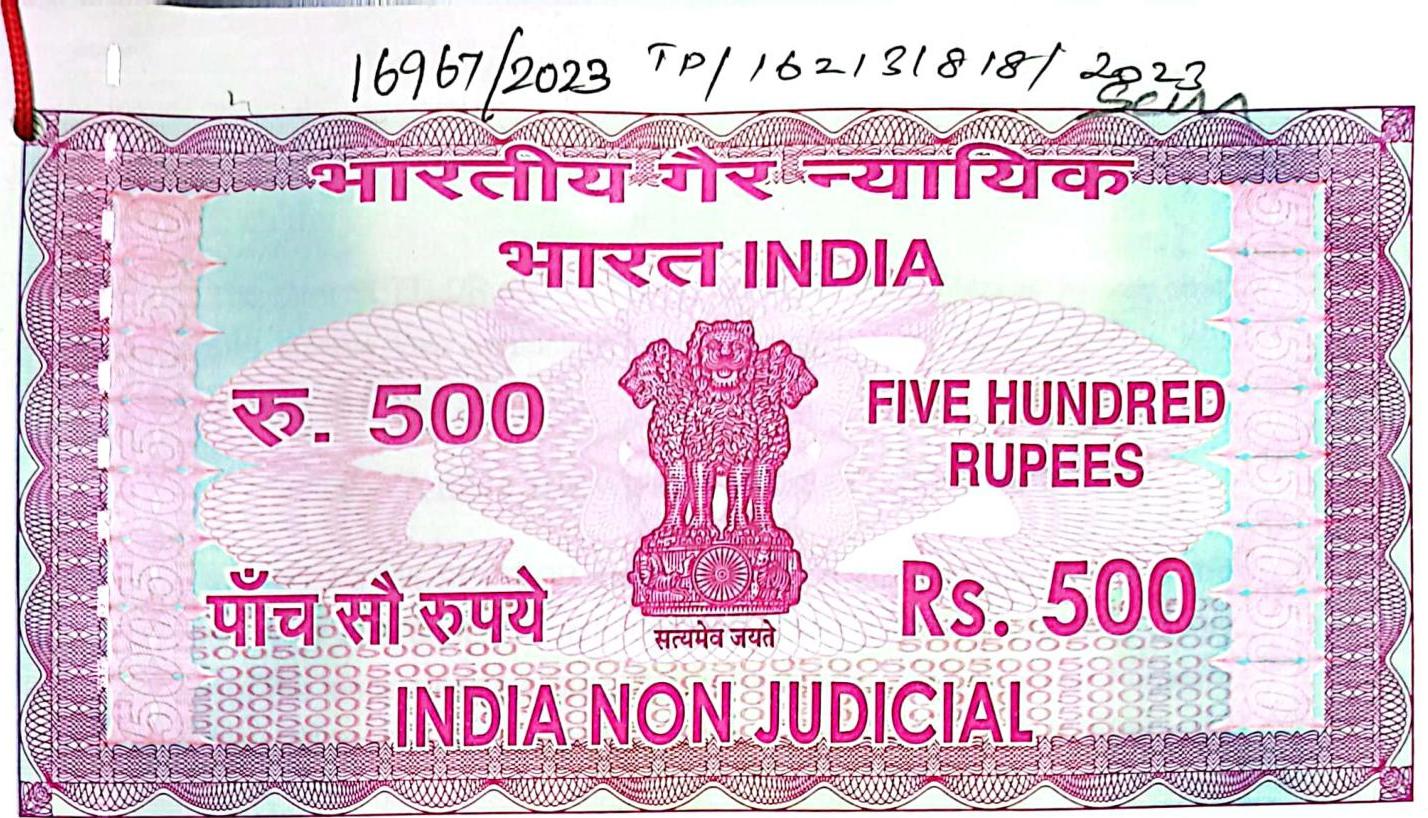 16967/2023 TP/ 162131818/ 2023
भारतीय गैर न्यायिक
भारत INDIA
रु. 500
FIVE HUNDRED
RUPEES
पाँच सौ रुपये
Rs. 500
सत्यमेव जयते
INDIA NON JUDICIAL